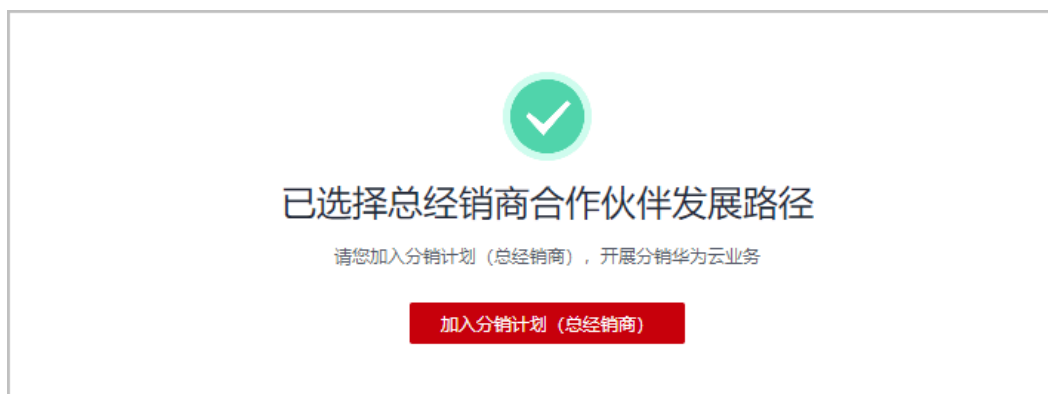 已选择总经销商合作伙伴发展路径
请您加入分销计划（总经销商），开展分销华为云业务
加入分销计划（总经销商）